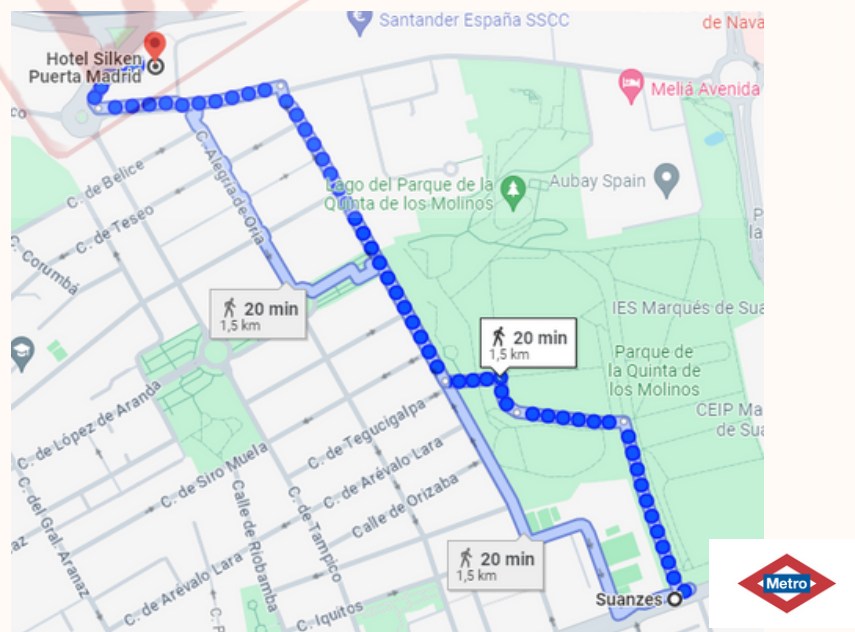 Santander España SSCC
de Nava
Hotel Silken
Puerta Madrid
Meliá Avenida
co
C. de Belice
C. Alegría de Oria
Lago del Parque de la
Quinta de los Molinos
Aubay Spain
C. de Teseo
C. Corumbá
P
la
20 min
1,5 km
IES Marqués de Sua
20 min
1,5 km
Parque de
la Quinta de
los Molinos
C. de López de Aranda
C. de Tegucigalpa
CEIP Ma
de Sua
C. de Siro Muela
C. de Arévalo Lara
Calle de Orizaba
C. del Gral. Aranaz
Calle de Riobamba
C. de Tampico
az
20 min
1,5 km
C. de Arévalo Lara
Suanzes
Metro
C. Iquitos
C. P